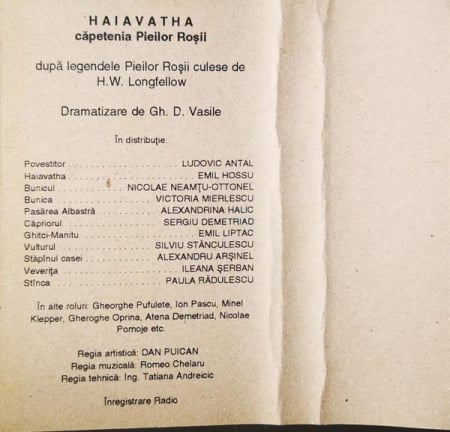 HAIAVATHA
căpetenia Pieilor Roşii
după legendele Pieilor Roşii culese de
H.W. Longfellow
Dramatizare de Gh. D. Vasile
În distribuţie:
Povestitor . . . . . . . . . . . . . . . . . . LUDOVIC ANTAL
Haiavatha . . . . . . . . . . . . . . . . . . . . EMIL HOSSU
Bunicul . . . . . . . . . . . NICOLAE NEAMŢU-OTTONEL
Bunica . . . . . . . . . . . . . . . VICTORIA MIERLESCU
Pasărea Albastră . . . . . . . . . ALEXANDRINA HALIC
Căpriorul . . . . . . . . . . . . . . . SERGIU DEMETRIAD
Ghitci-Manitu . . . . . . . . . . . . . . . . . EMIL LIPTAC
Vulturul . . . . . . . . . . . . . . . SILVIU STĂNCULESCU
Stăpînul casei . . . . . . . . . . . ALEXANDRU ARŞINEL
Veveriţa . . . . . . . . . . . . . . . . . . . ILEANA ŞERBAN
Stînca . . . . . . . . . . . . . . . . . . . PAULA RĂDULESCU
În alte roluri: Gheorghe Pufulete, Ion Pascu, Minel
Klepper, Gheroghe Oprina, Atena Demetriad, Nicolae
Pomoje etc.
Regia artistică: DAN PUICAN
Regia muzicală: Romeo Chelaru
Regia tehnică: Ing. Tatiana Andreicic
Înregistrare Radio